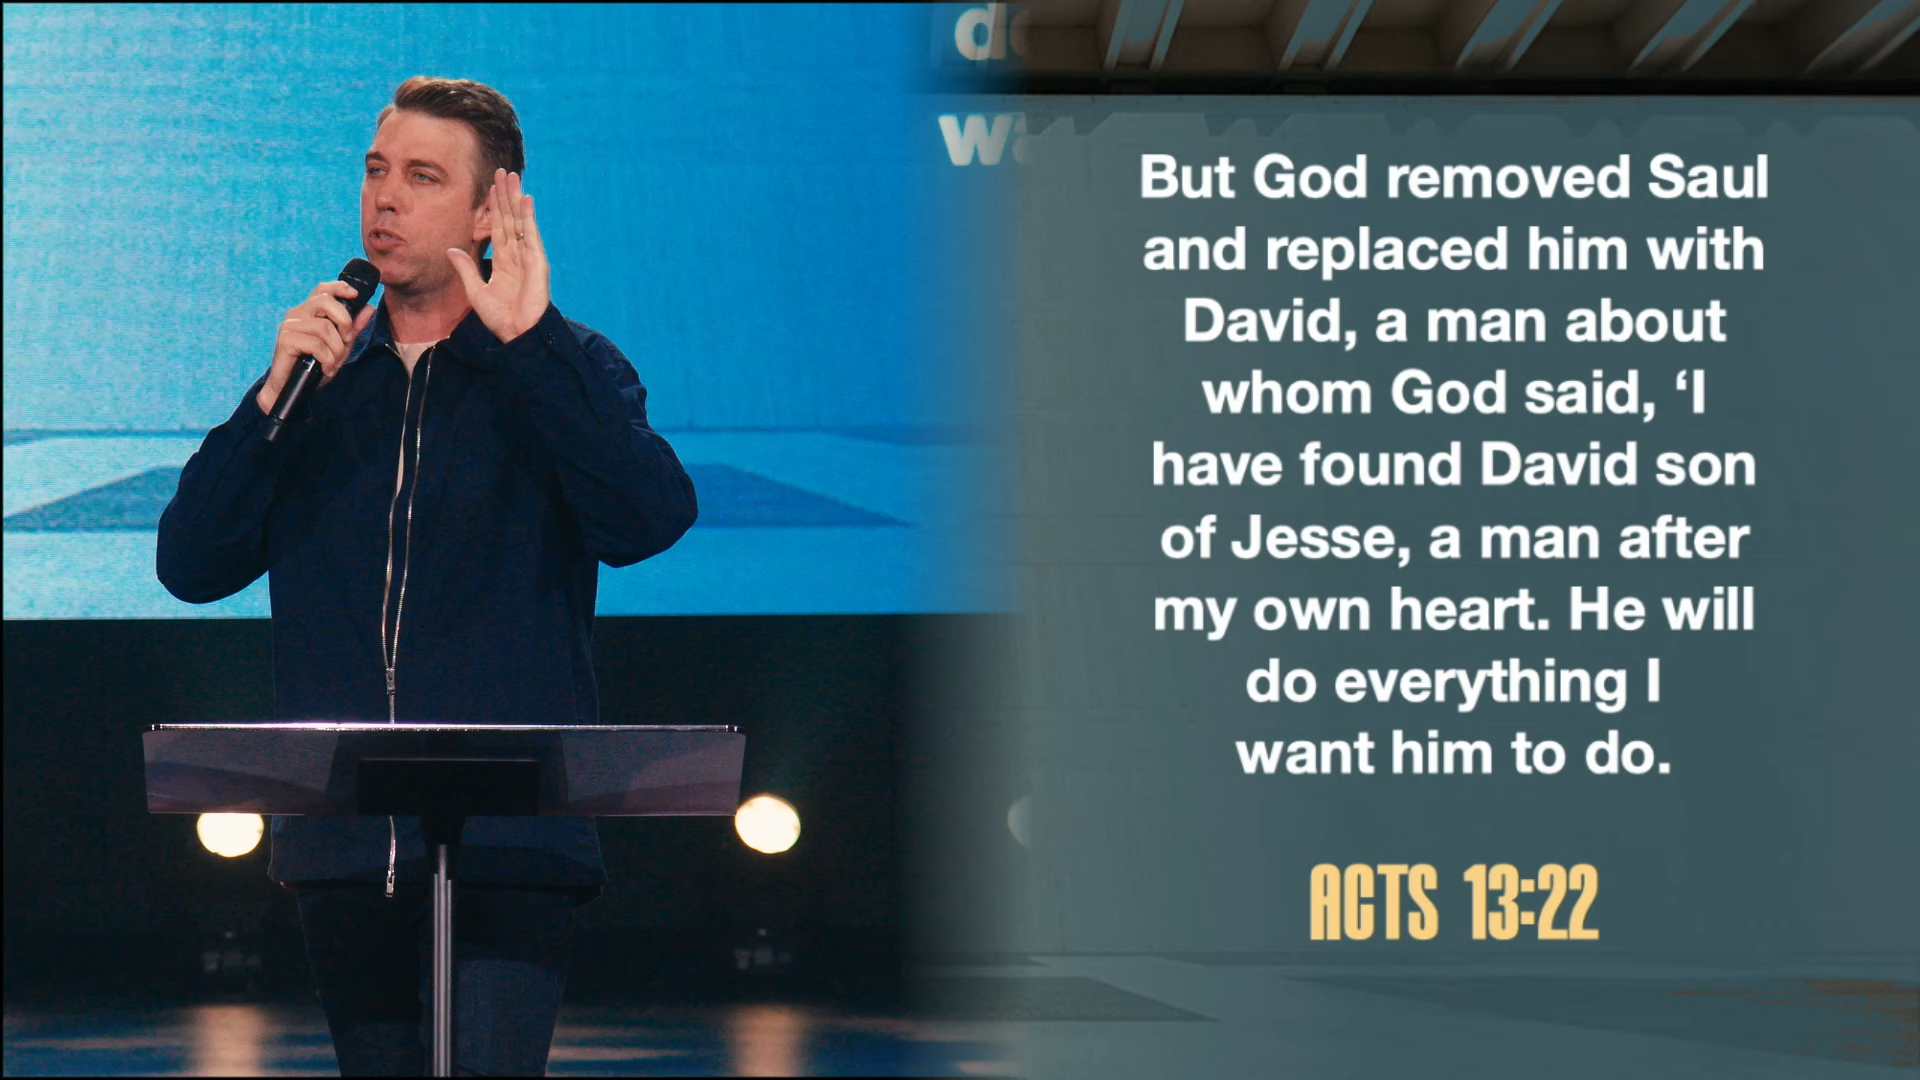 But God removed Saul
and replaced him with
David, a man about
whom God said, ‘I
have found David son
of Jesse, a man after
my own heart. He will
do everything I
want him to do.
ACTS 13:22